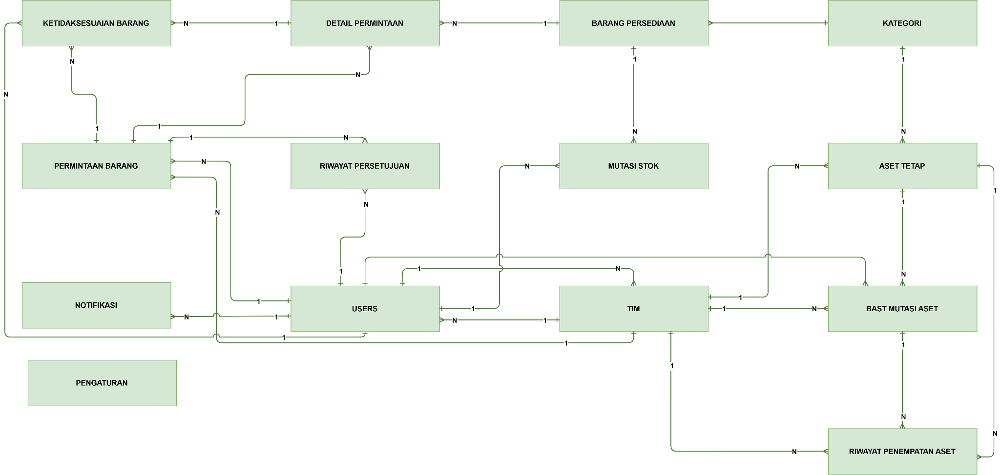 KETIDAKSESUAIAN BARANG
N
1
DETAIL PERMINTAAN
N
1
BARANG PERSEDIAAN
KATEGORI
N
1
1
N
N
1
1
N
N
1
N
PERMINTAAN BARANG
RIWAYAT PERSETUJUAN
MUTASI STOK
ASET TETAP
N
N
N
1
N
N
1
1
1
N
N
NOTIFIKASI
USERS
TIM
BAST MUTASI ASET
1
1
1
1
N
N
1
N
1
1
1
1
1
PENGATURAN
N
N
N
RIWAYAT PENEMPATAN ASET